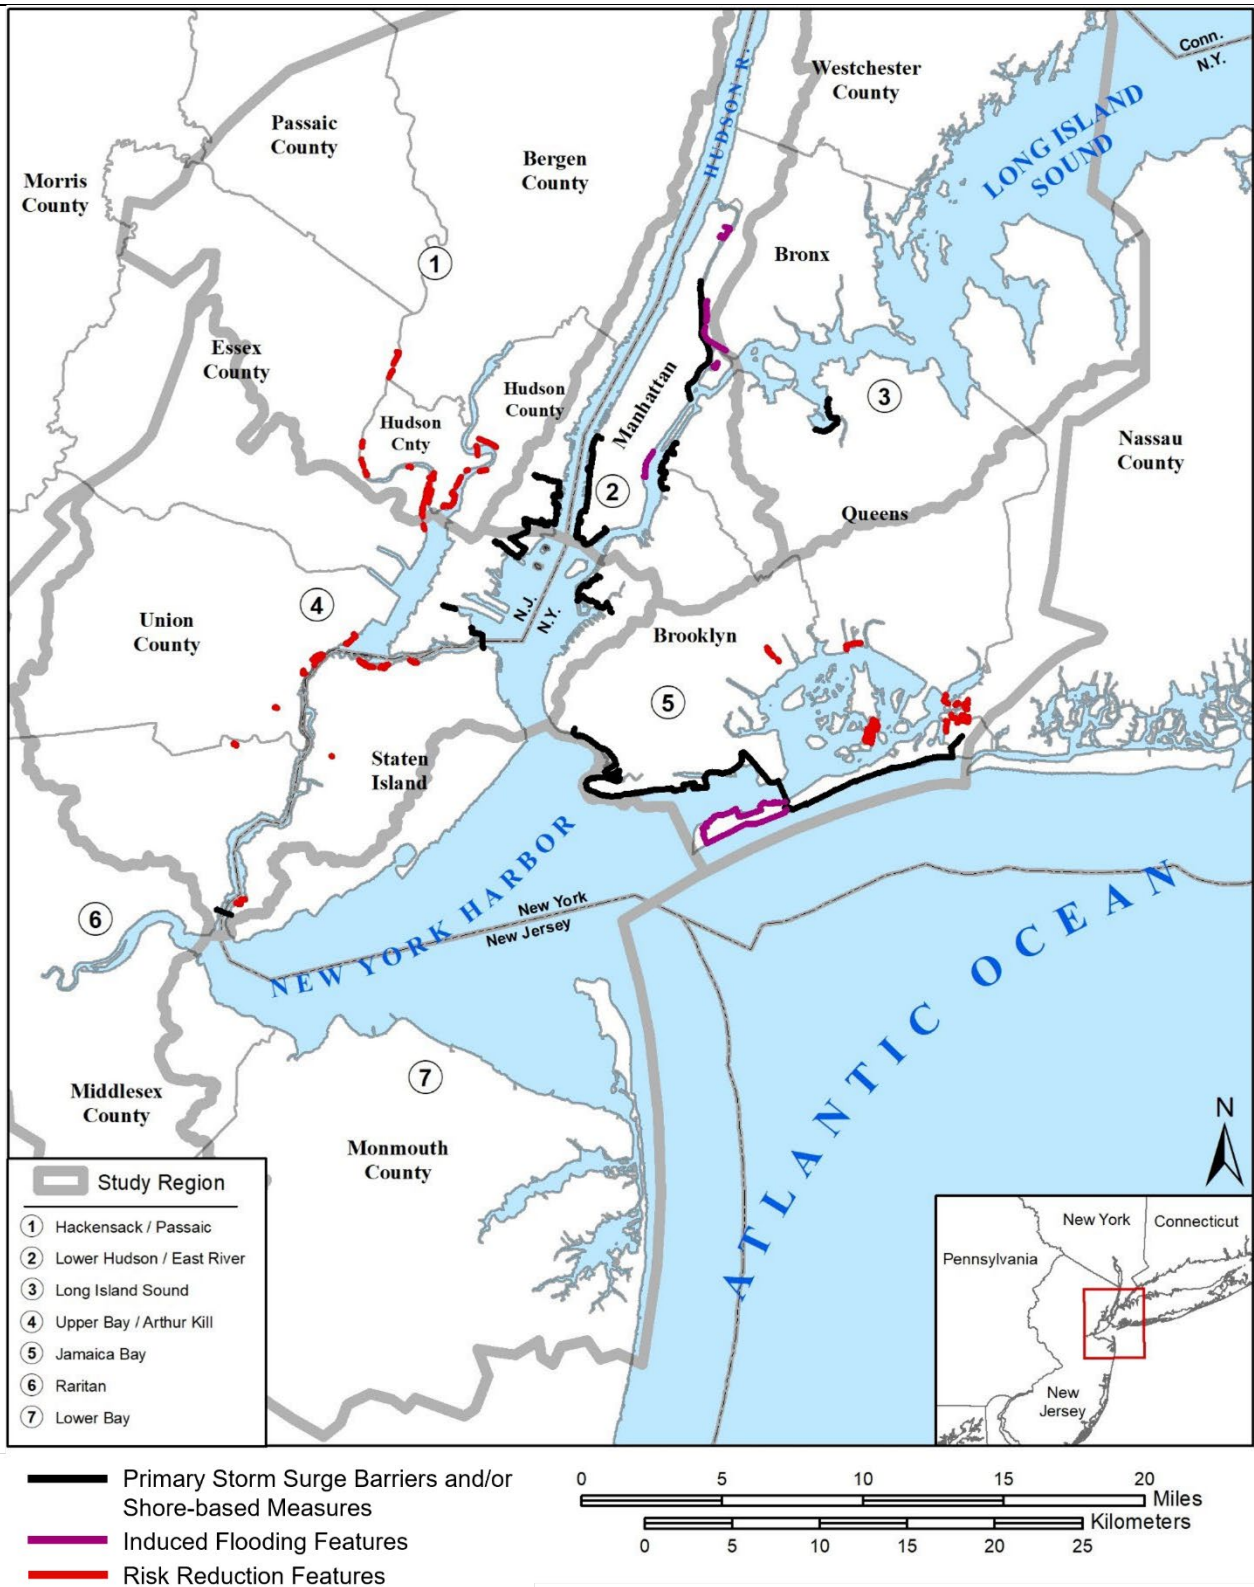 Conn.
N.Y.
Westchester
County
HUDSON R.
LONG ISLAND
SOUND
Passaic
County
Bergen
County
Morris
County
Bronx
1
Essex
County
Hudson
County
Manhattan
3
Hudson
Cnty
Nassau
County
2
Queens
4
N.J.
N.Y.
Union
County
Brooklyn
5
Staten
Island
NEW YORK HARBOR
New York
New Jersey
6
ATLANTIC OCEAN
7
Middlesex
County
Monmouth
County
N
Study Region
1 Hackensack / Passaic
2 Lower Hudson / East River
3 Long Island Sound
4 Upper Bay / Arthur Kill
5 Jamaica Bay
6 Raritan
7 Lower Bay
New York
Connecticut
Pennsylvania
New
Jersey
Primary Storm Surge Barriers and/or
Shore-based Measures
Induced Flooding Features
Risk Reduction Features
0 5 10 15 20
Miles
Kilometers
0 5 10 15 20 25